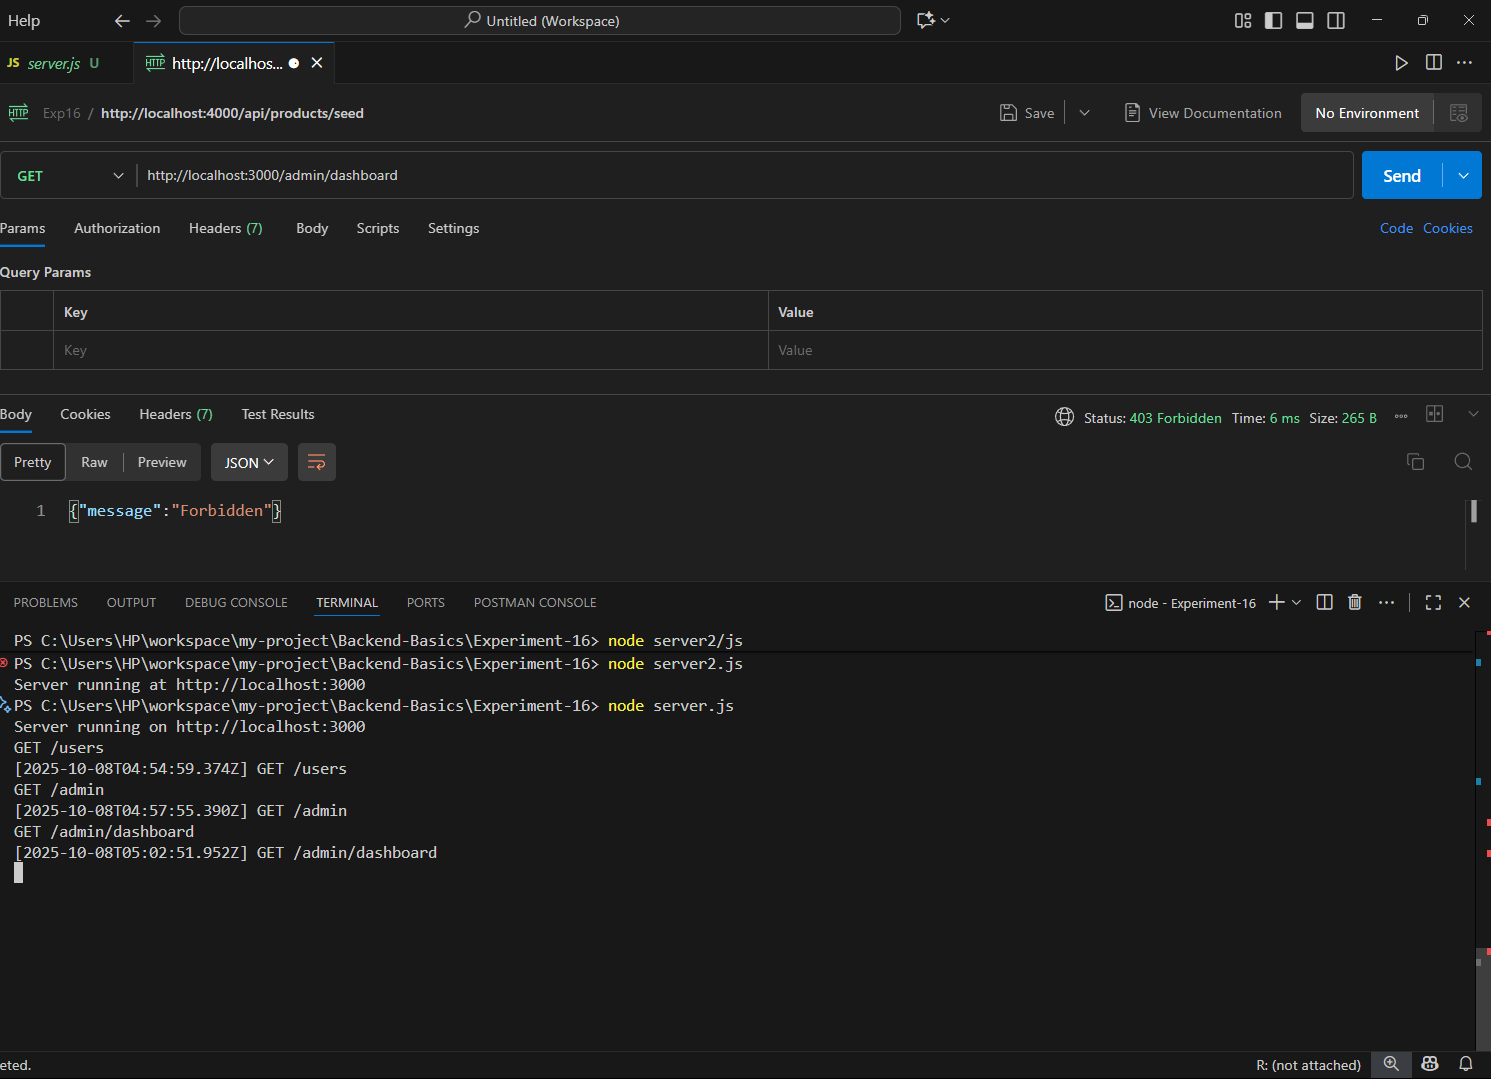 Help
Untitled (Workspace)
JS server.js U
HTTP http://localhos...
HTTP Exp16 / http://localhost:4000/api/products/seed
Save
View Documentation
No Environment
GET
http://localhost:3000/admin/dashboard
Send
Params Authorization Headers (7) Body Scripts Settings
Code Cookies
Query Params
Key Value
Key Value
Body Cookies Headers (7) Test Results
Status: 403 Forbidden Time: 6 ms Size: 265 B
Pretty Raw Preview JSON
1 {"message":"Forbidden"}
PROBLEMS OUTPUT DEBUG CONSOLE TERMINAL PORTS POSTMAN CONSOLE
node - Experiment-16
PS C:\Users\HP\workspace\my-project\Backend-Basics\Experiment-16> node server2/js
PS C:\Users\HP\workspace\my-project\Backend-Basics\Experiment-16> node server2.js
Server running at http://localhost:3000
PS C:\Users\HP\workspace\my-project\Backend-Basics\Experiment-16> node server.js
Server running on http://localhost:3000
GET /users
[2025-10-08T04:54:59.374Z] GET /users
GET /admin
[2025-10-08T04:57:55.390Z] GET /admin
GET /admin/dashboard
[2025-10-08T05:02:51.952Z] GET /admin/dashboard
eted.
R: (not attached)